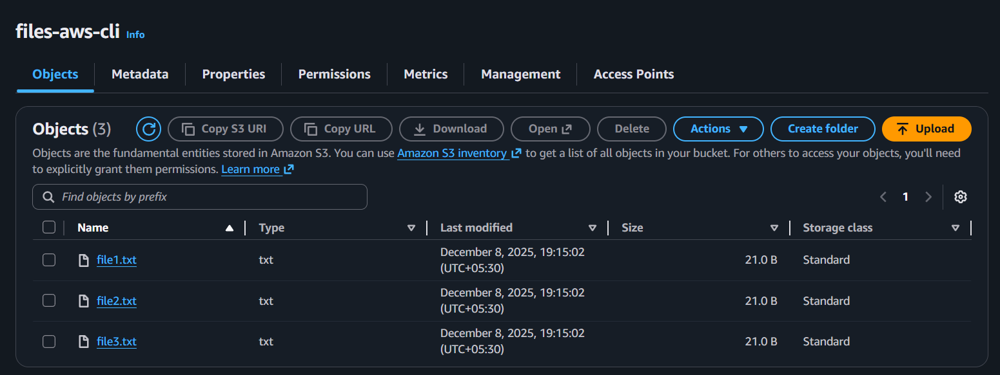 files-aws-cli Info
Objects Metadata Properties Permissions Metrics Management Access Points
Objects (3) Copy S3 URI Copy URL Download Open Delete Actions Create folder Upload
Objects are the fundamental entities stored in Amazon S3. You can use Amazon S3 inventory to get a list of all objects in your bucket. For others to access your objects, you'll need
to explicitly grant them permissions. Learn more
Find objects by prefix 1
Name Type Last modified Size Storage class
file1.txt txt December 8, 2025, 19:15:02 (UTC+05:30) 21.0 B Standard
file2.txt txt December 8, 2025, 19:15:02 (UTC+05:30) 21.0 B Standard
file3.txt txt December 8, 2025, 19:15:02 (UTC+05:30) 21.0 B Standard